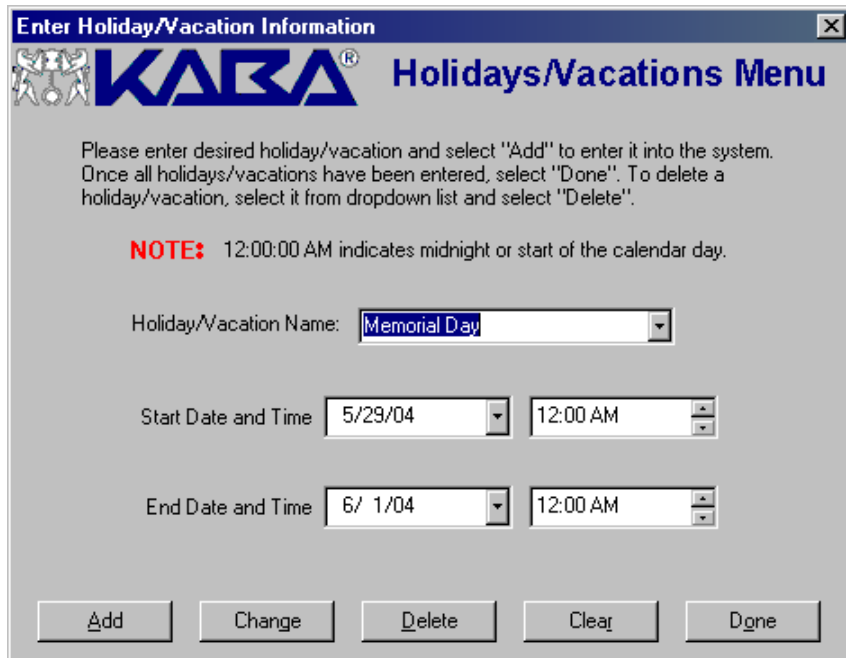 Enter Holiday/Vacation Information
KABA®
Holidays/Vacations Menu
Please enter desired holiday/vacation and select "Add" to enter it into the system.
Once all holidays/vacations have been entered, select "Done". To delete a
holiday/vacation, select it from dropdown list and select "Delete".
NOTE: 12:00:00 AM indicates midnight or start of the calendar day.
Holiday/Vacation Name: Memorial Day
Start Date and Time 5/29/04 12:00 AM
End Date and Time 6/ 1/04 12:00 AM
Add Change Delete Clear Done